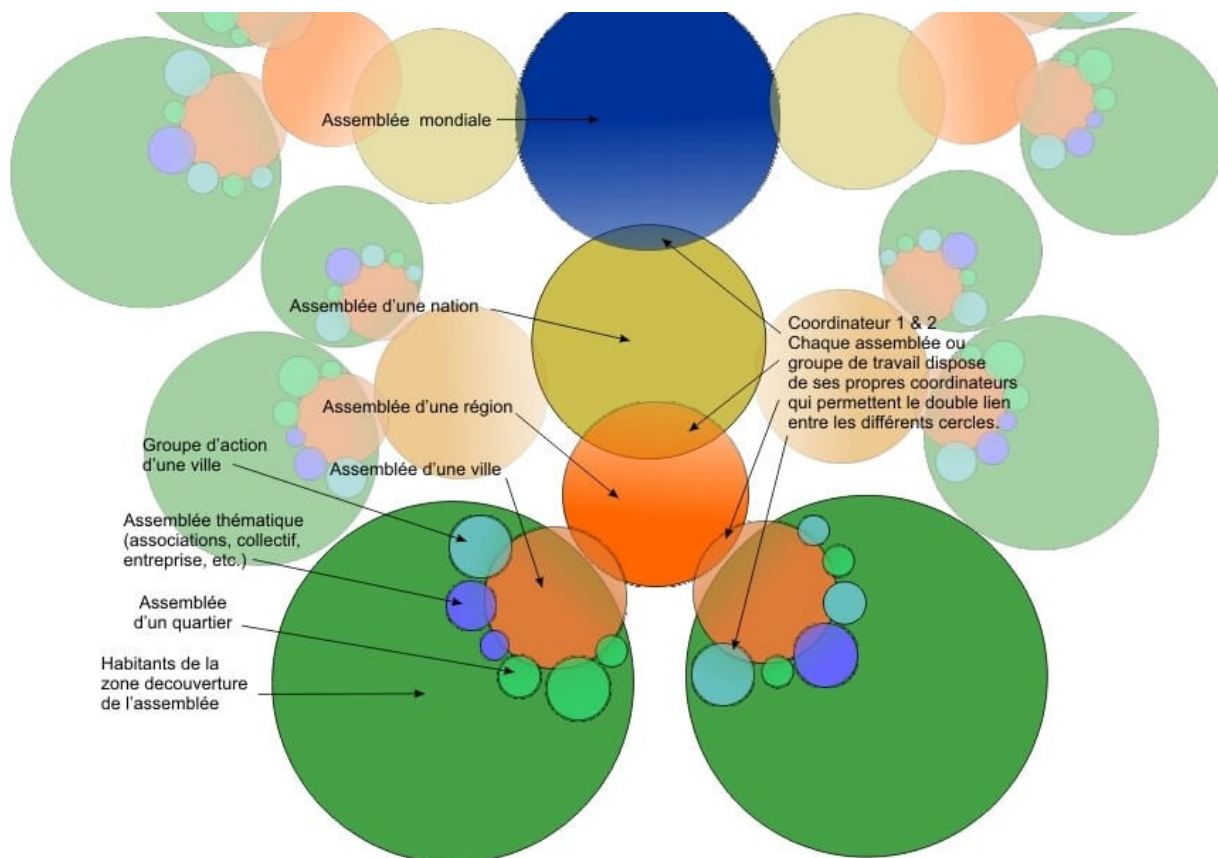 Assemblée  mondiale
Assemblée d'une nation
Coordinateur 1 & 2
Chaque assemblée ou
groupe de travail dispose
de ses propres coordinateurs
qui permettent le double lien
entre les différents cercles.
Assemblée d'une région
Groupe d'action
d'une ville
Assemblée d'une ville
Assemblée thématique
(associations, collectif,
entreprise, etc.)
Assemblée
d'un quartier
Habitants de la
zone decouverture
de l'assemblée